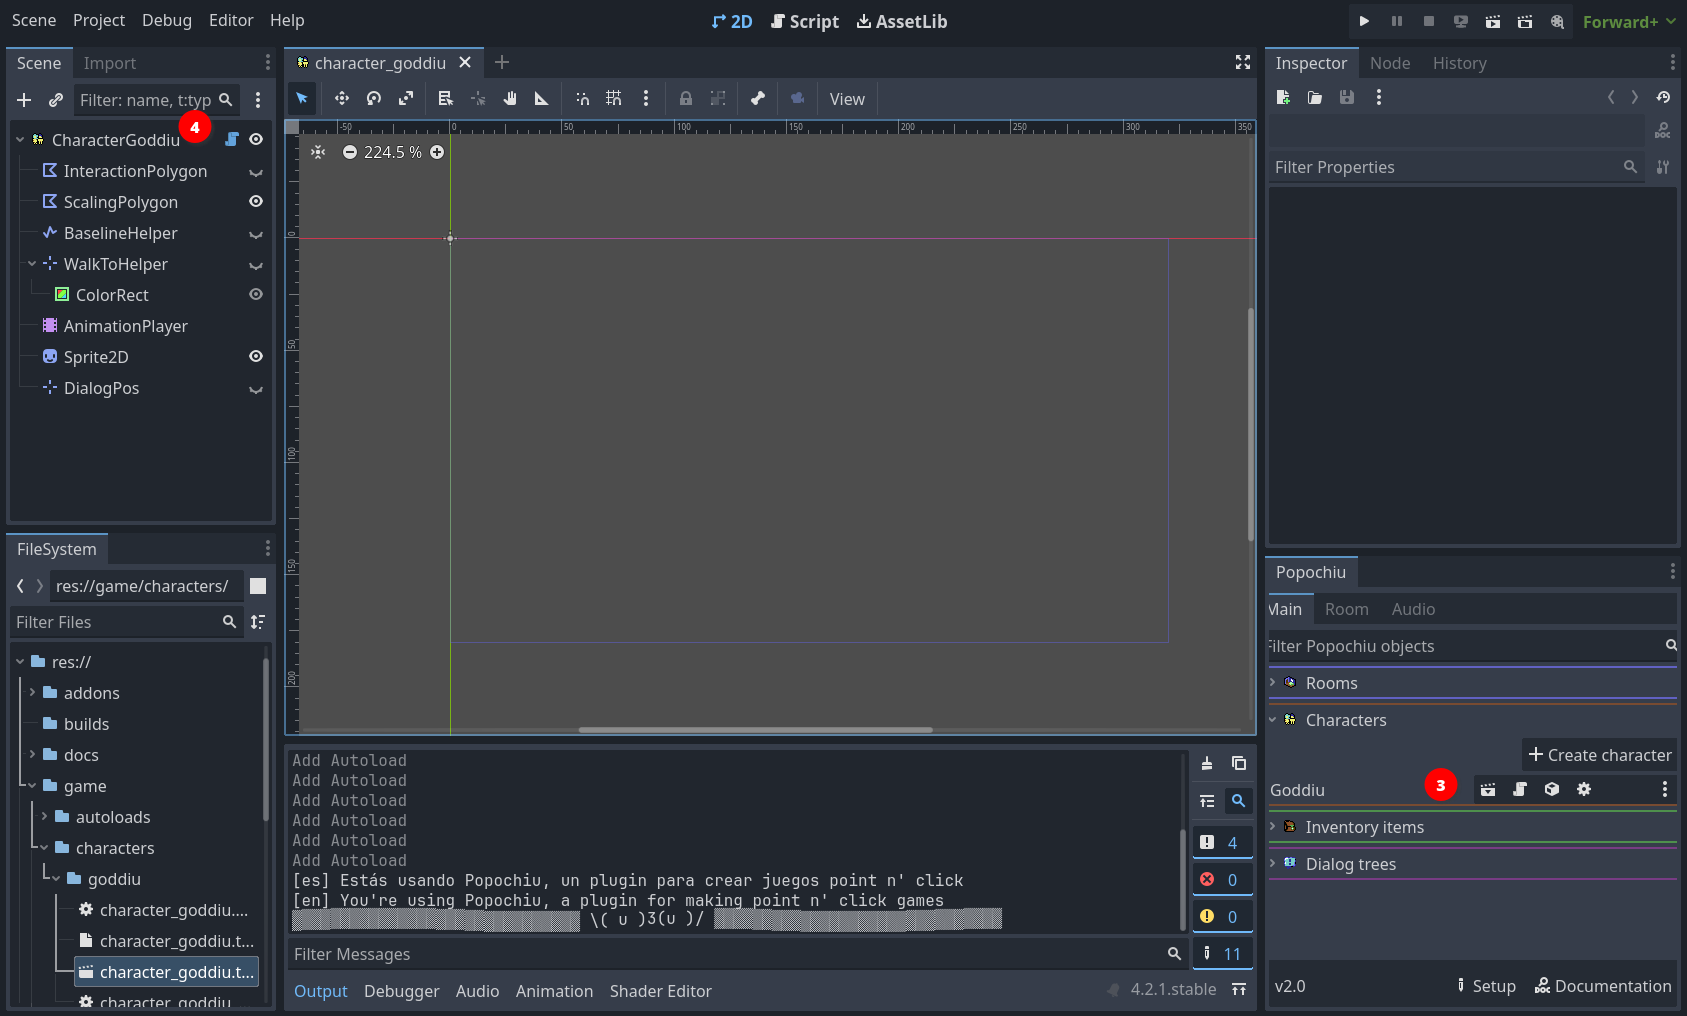 Scene Project Debug Editor Help
2D Script AssetLib
Forward+
Scene Import
Filter: name, t:typ
4
CharacterGoddiu
InteractionPolygon
ScalingPolygon
BaselineHelper
WalkToHelper
ColorRect
AnimationPlayer
Sprite2D
DialogPos
FileSystem
res://game/characters/
Filter Files
res://
addons
builds
docs
game
autoloads
characters
goddiu
character_goddiu....
character_goddiu.t...
character_goddiu.t...
character_goddiu
character_goddiu
View
-50 0 50 100 150 200 250 300 350
224.5 %
0
50
100
150
200
Add Autoload
Add Autoload
Add Autoload
Add Autoload
Add Autoload
Add Autoload
[es] Estás usando Popochiu, un plugin para crear juegos point n' click
[en] You're using Popochiu, a plugin for making point n' click games
\( u )3(u )/
4
0
0
11
Filter Messages
Output Debugger Audio Animation Shader Editor
4.2.1.stable
Inspector Node History
Filter Properties
Popochiu
Main Room Audio
Filter Popochiu objects
Rooms
Characters
+ Create character
Goddiu
3
Inventory items
Dialog trees
v2.0
Setup
Documentation